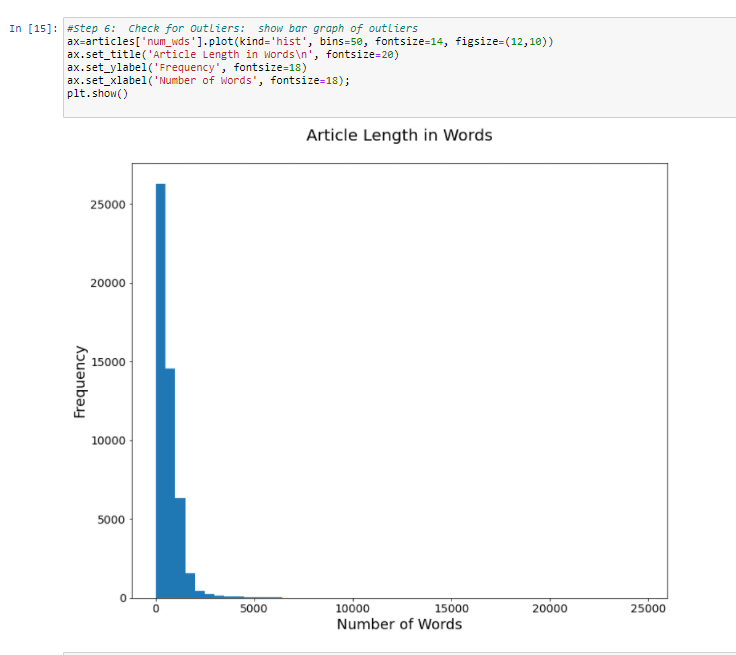 In [15]: #Step 6:  Check for Outliers:  show bar graph of outliers
ax=articles['num_wds'].plot(kind='hist', bins=50, fontsize=14, figsize=(12,10))
ax.set_title('Article Length in Words\n', fontsize=20)
ax.set_ylabel('Frequency', fontsize=18)
ax.set_xlabel('Number of Words', fontsize=18);
plt.show()
Article Length in Words
25000
20000
15000
10000
5000
0
Frequency
0 5000 10000 15000 20000 25000
Number of Words